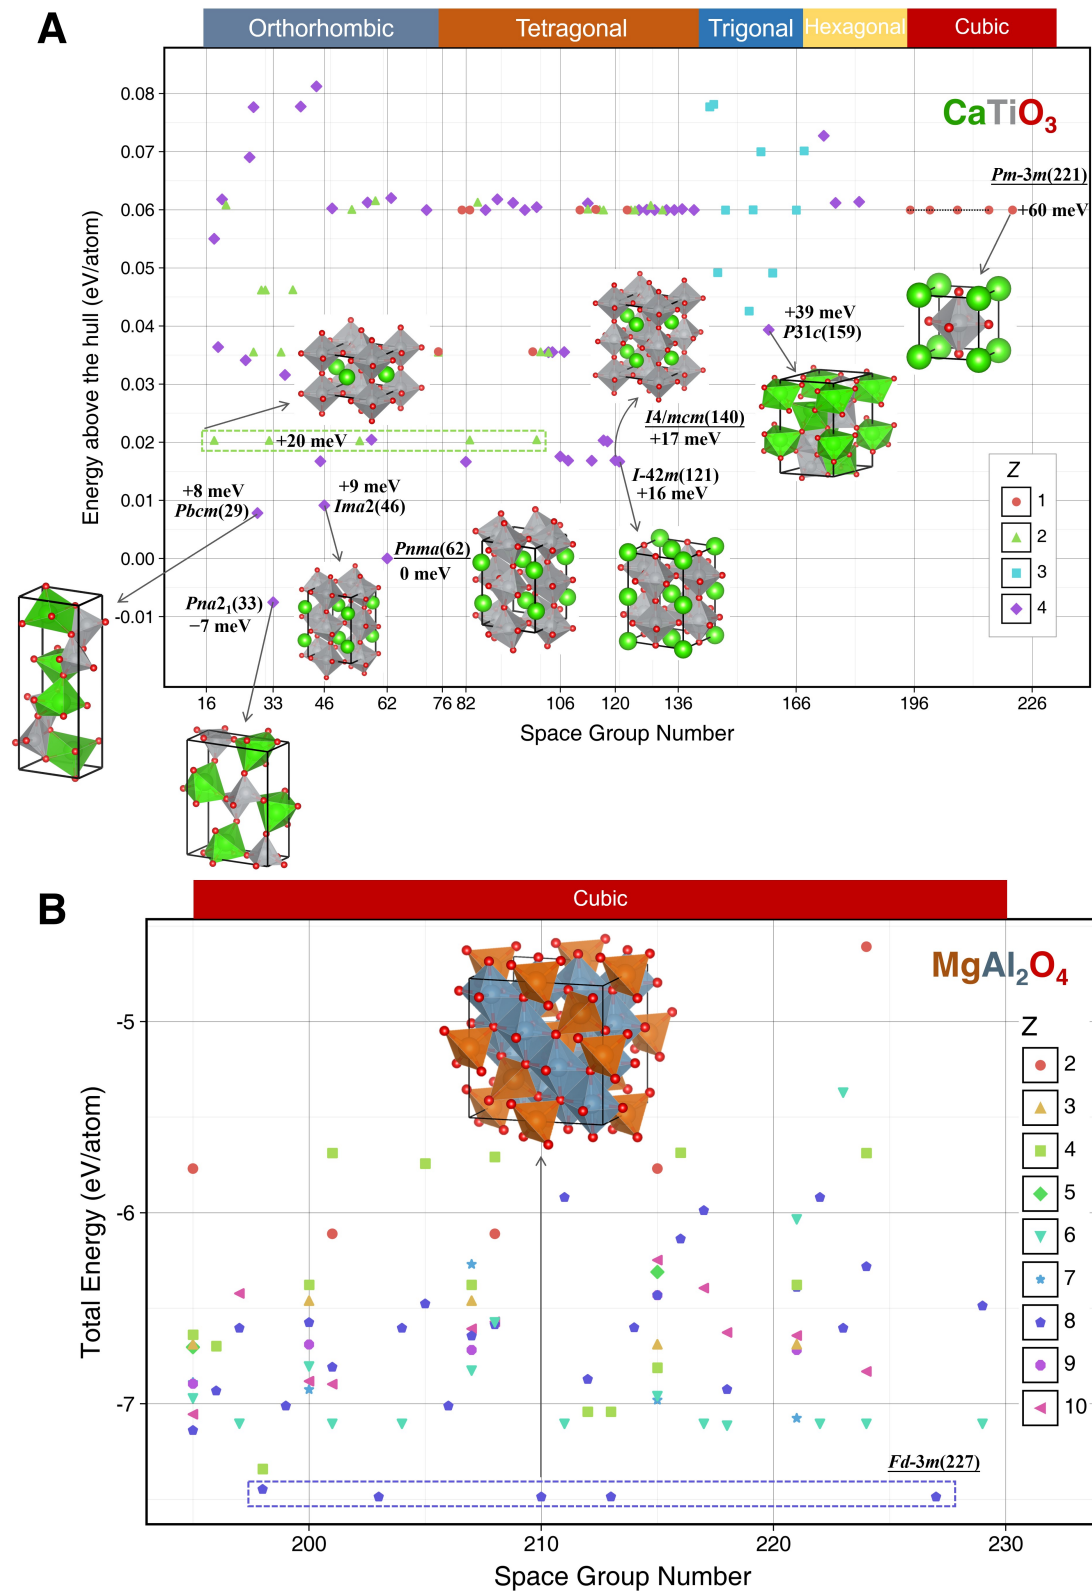 A
Orthorhombic Tetragonal Trigonal Hexagonal Cubic
CaTiO3
Energy above the hull (eV/atom)
0.08
0.07
0.06
0.05
0.04
0.03
0.02
0.01
0.00
-0.01
Pm-3m(221)
+60 meV
+39 meV
P31c(159)
I4/mcm(140)
+17 meV
I-42m(121)
+16 meV
+20 meV
+8 meV
Pbcm(29)
+9 meV
Ima2(46)
Pnma(62)
0 meV
Pna2₁(33)
−7 meV
Z
1
2
3
4
16 33 46 62 76 82 106 120 136 166 196 226
Space Group Number
B
Cubic
MgAl2O4
Total Energy (eV/atom)
-5
-6
-7
Z
2
3
4
5
6
7
8
9
10
Fd-3m(227)
200 210 220 230
Space Group Number